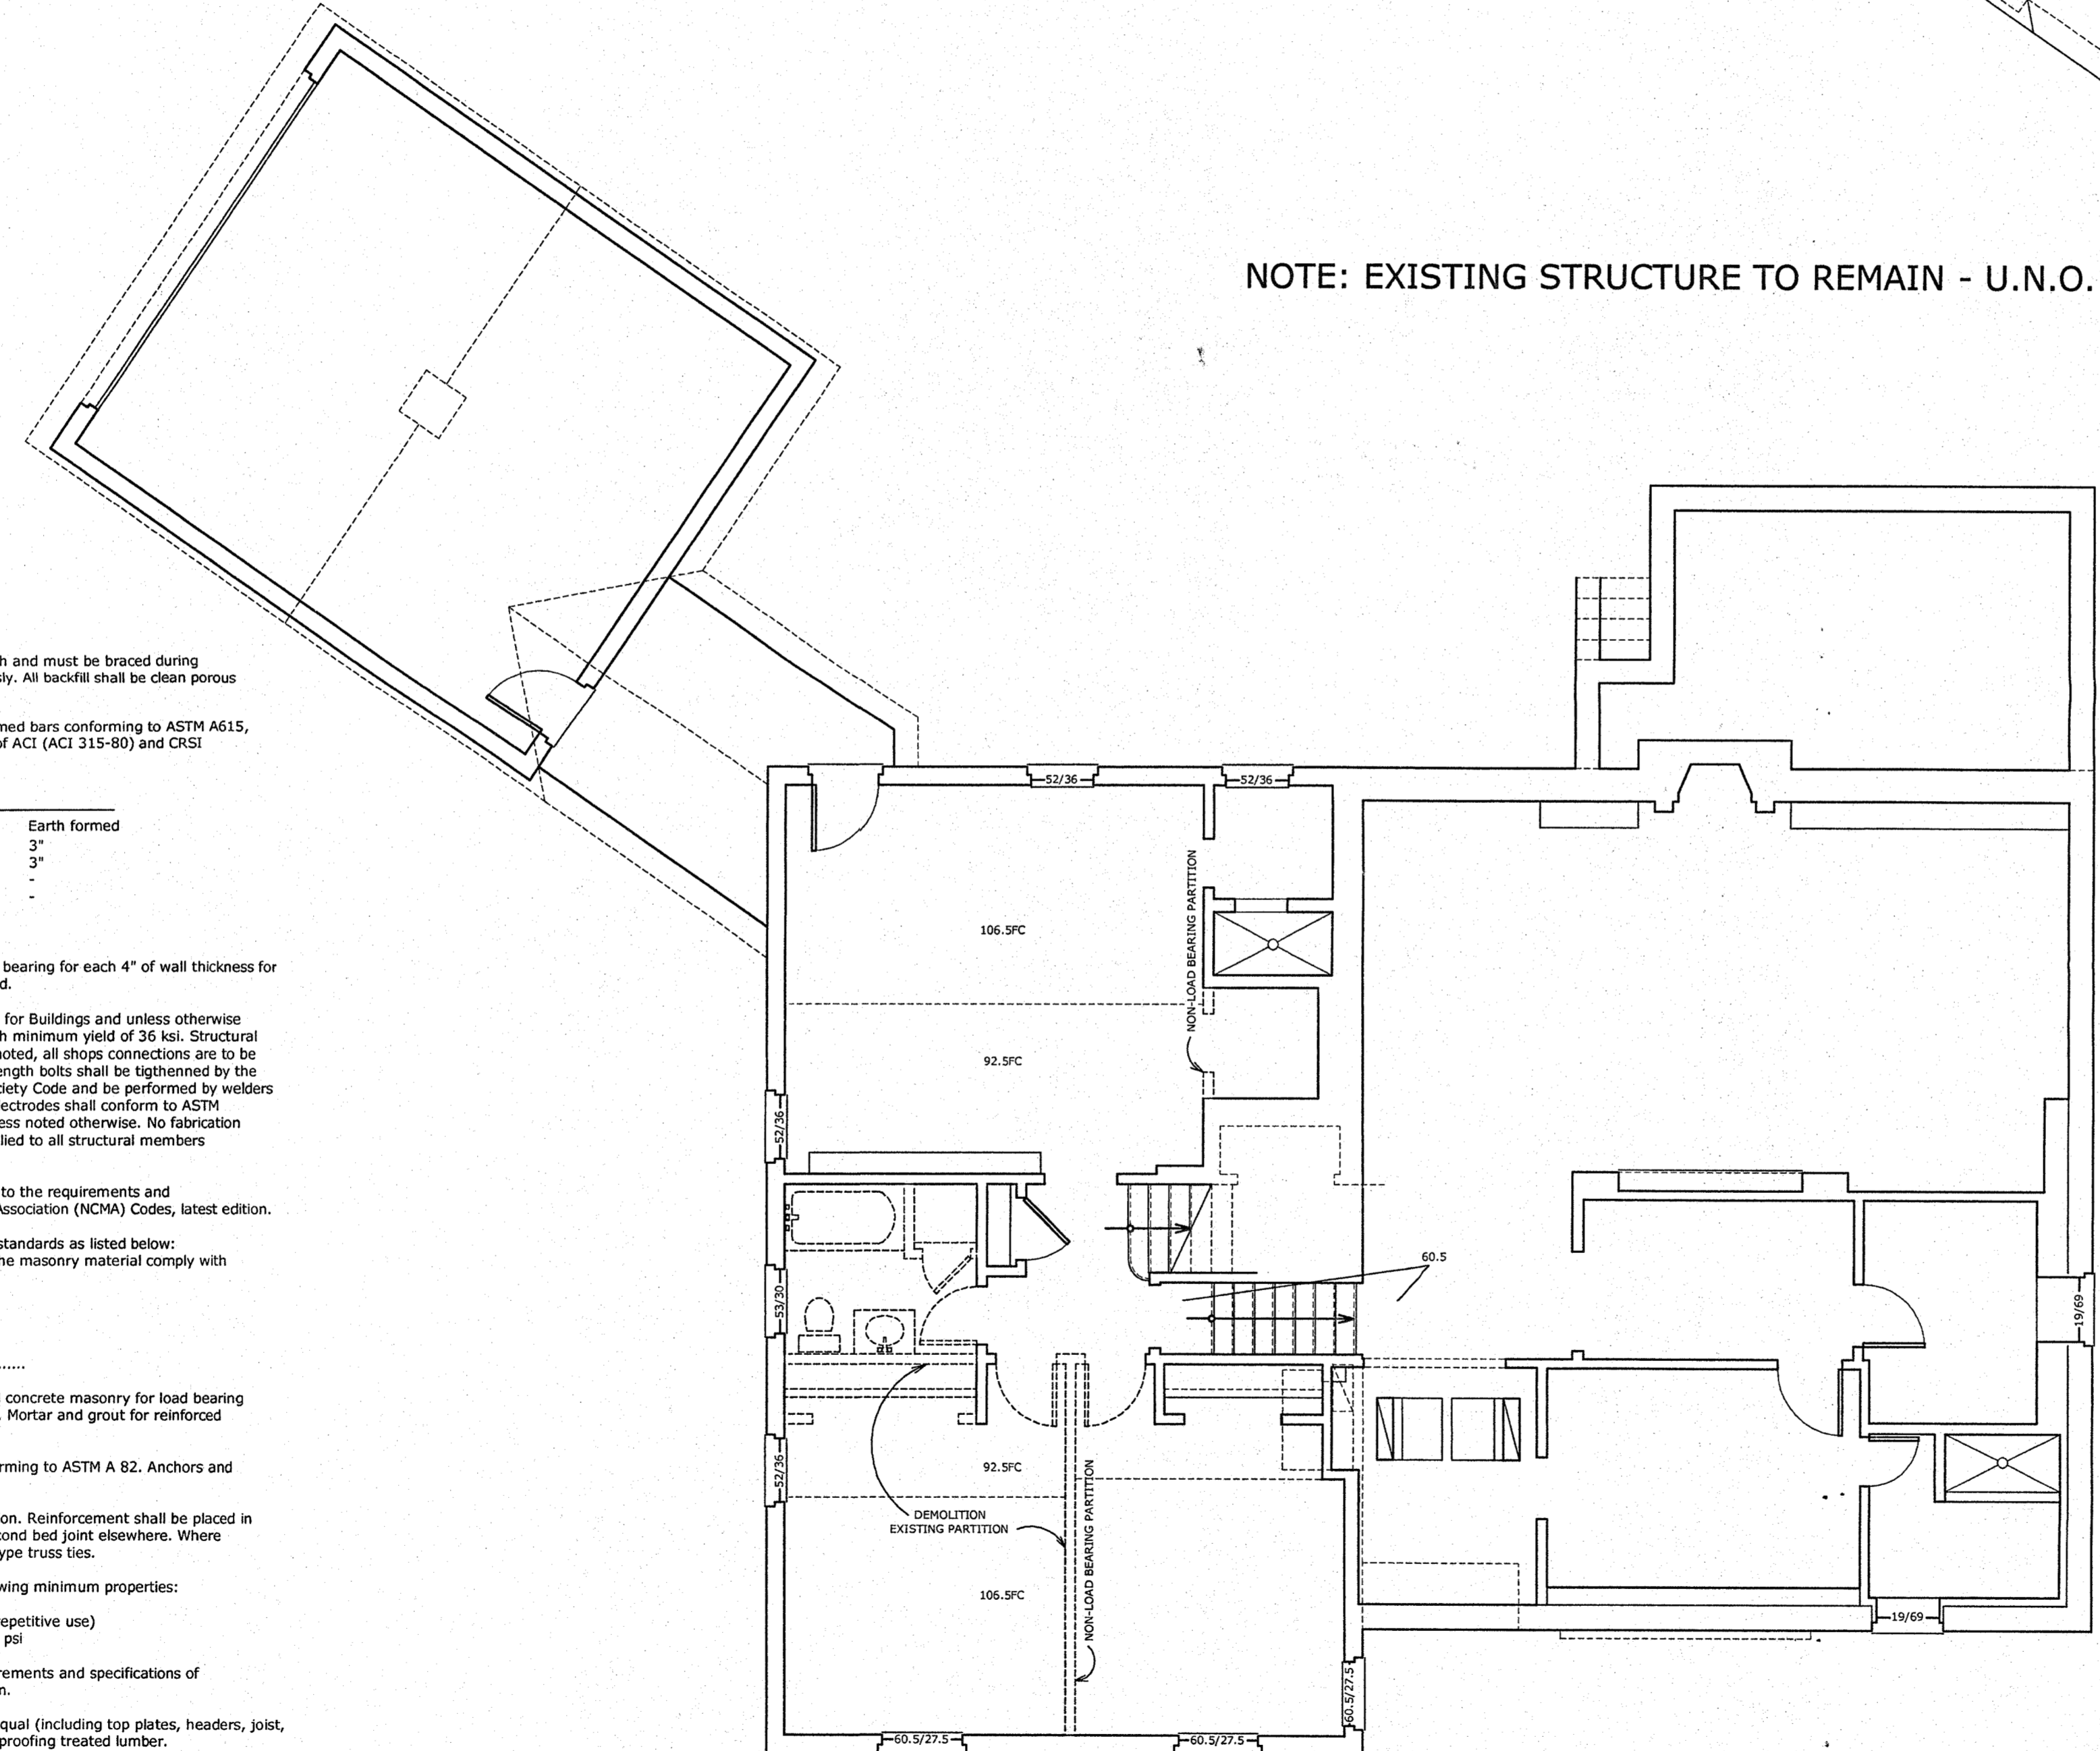 NOTE: EXISTING STRUCTURE TO REMAIN - U.N.O.
h and must be braced during
sly. All backfill shall be clean porous
med bars conforming to ASTM A615,
of ACI (ACI 315-80) and CRSI
Earth formed
3"
3"
-
-
bearing for each 4" of wall thickness for
d.
for Buildings and unless otherwise
h minimum yield of 36 ksi. Structural
noted, all shops connections are to be
ength bolts shall be tigthenned by the
ciety Code and be performed by welders
lectrodes shall conform to ASTM
ess noted otherwise. No fabrication
lied to all structural members
to the requirements and
Association (NCMA) Codes, latest edition.
standards as listed below:
he masonry material comply with
......
concrete masonry for load bearing
. Mortar and grout for reinforced
rming to ASTM A 82. Anchors and
on. Reinforcement shall be placed in
cond bed joint elsewhere. Where
ype truss ties.
wing minimum properties:
repetitive use)
psi
rements and specifications of
n.
qual (including top plates, headers, joist,
proofing treated lumber.
52/36
52/36
106.5FC
NON-LOAD BEARING PARTITION
92.5FC
52/36
60.5
53/30
19/69
92.5FC
52/36
DEMOLITION
EXISTING PARTITION
NON-LOAD BEARING PARTITION
106.5FC
19/69
60.5/27.5
60.5/27.5
60.5/27.5